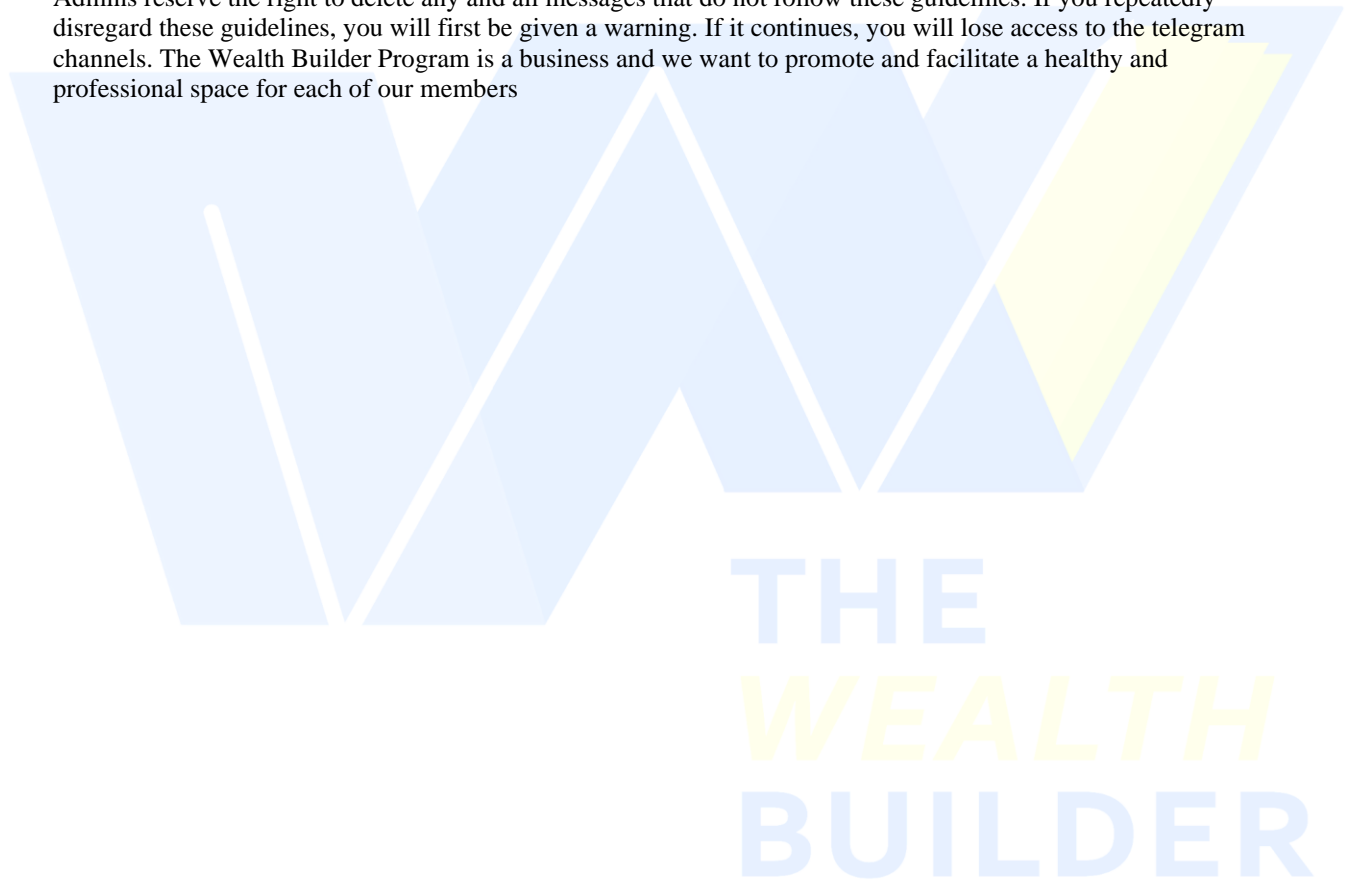 Admins reserve the right to delete any and all messages that do not follow these guidelines. If you repeatedly
disregard these guidelines, you will first be given a warning. If it continues, you will lose access to the telegram
channels. The Wealth Builder Program is a business and we want to promote and facilitate a healthy and
professional space for each of our members
THE
WEALTH
BUILDER